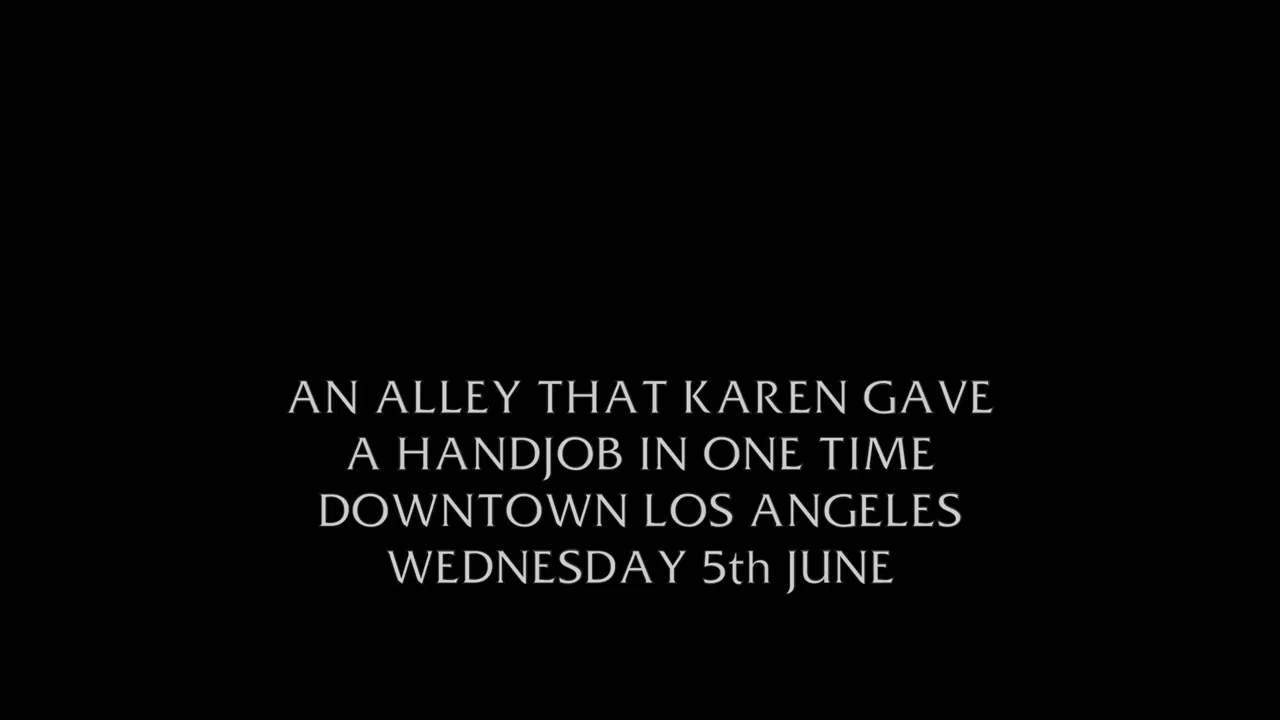 AN ALLEY THAT KAREN GAVE
A HANDJOB IN ONE TIME
DOWNTOWN LOS ANGELES
WEDNESDAY 5th JUNE